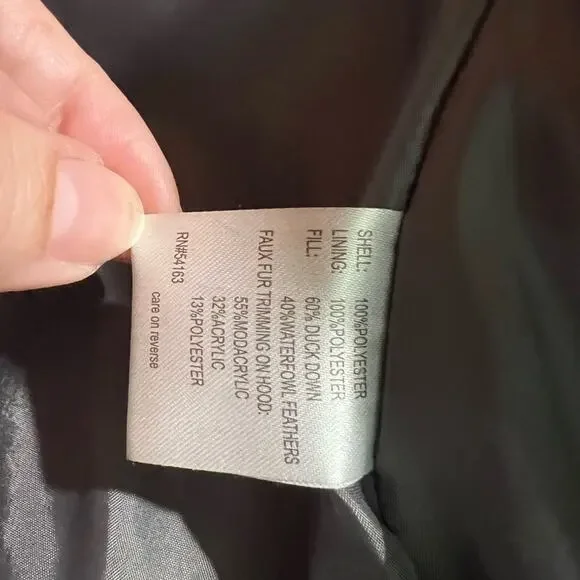 SHELL: 100%POLYESTER
LINING: 100%POLYESTER
FILL: 60% DUCK DOWN
40%WATERFOWL FEATHERS
FAUX FUR TRIMMING ON HOOD:
55%MODACRYLIC
32%ACRYLIC
13%POLYESTER
RN#54163
care on reverse